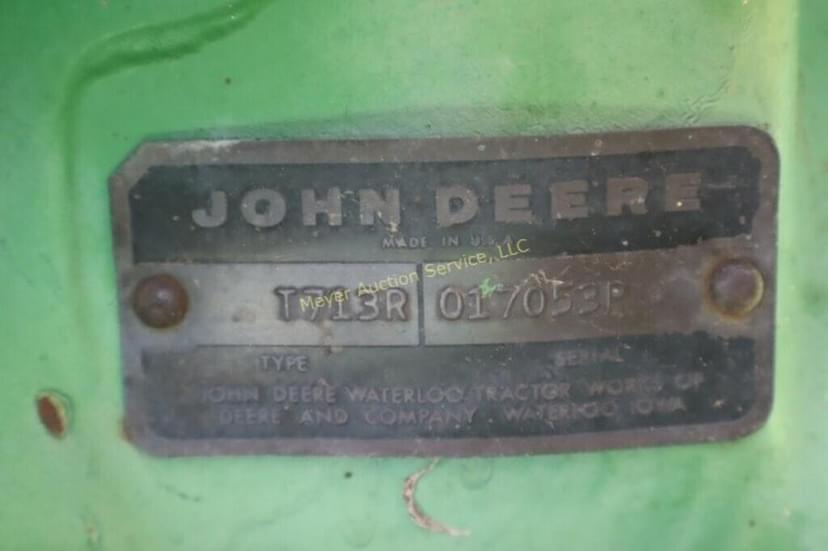 JOHN DEERE
MADE IN U.S.A.
Meyer Auction Service, LLC
T713R 017053R
TYPE SERIAL
JOHN DEERE WATERLOO TRACTOR WORKS OF
DEERE AND COMPANY WATERLOO IOWA